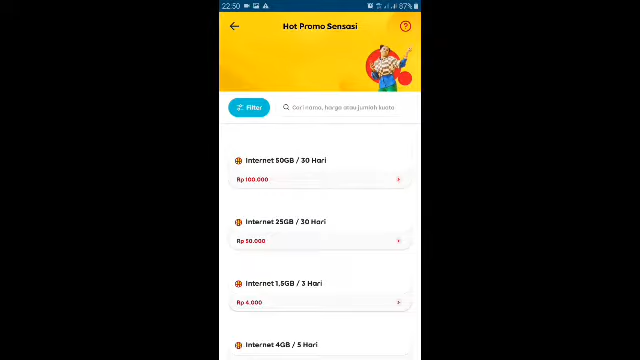 22.50
87%
Hot Promo Sensasi
?
Filter
Cari nama, harga atau jumlah kuota
Internet 50GB / 30 Hari
Rp 100.000
Internet 25GB / 30 Hari
Rp 50.000
Internet 1.5GB / 3 Hari
Rp 4.000
Internet 4GB / 5 Hari